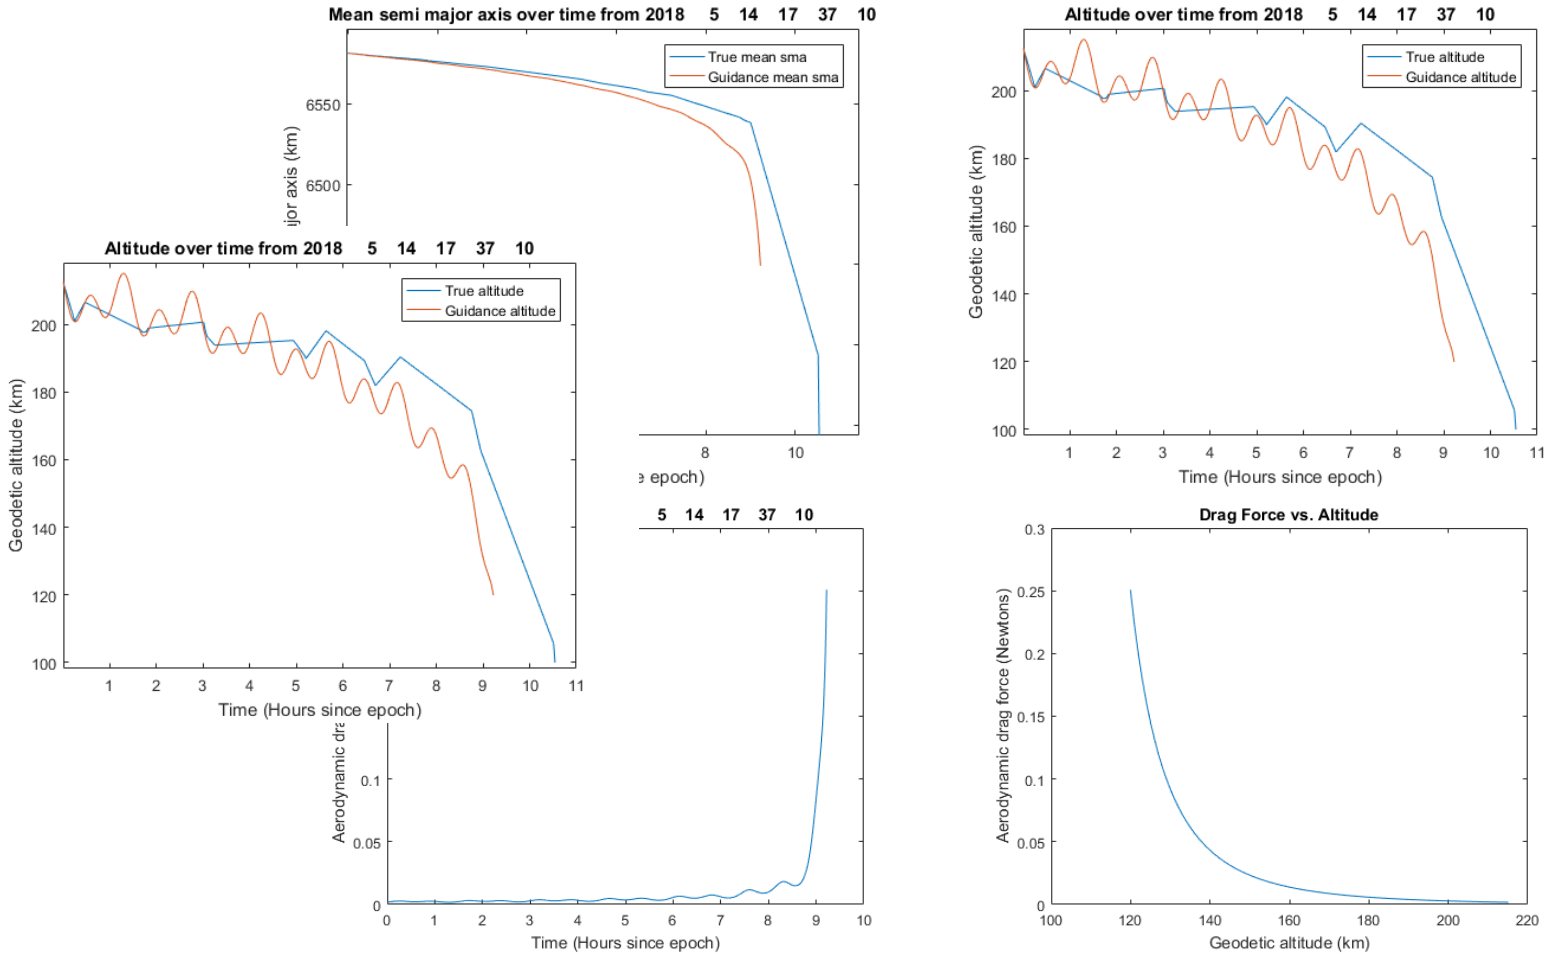 Mean semi major axis over time from 2018 5 14 17 37 10
True mean sma
Guidance mean sma
6550
6500
jor axis (km)
8 10
e epoch)
Altitude over time from 2018 5 14 17 37 10
True altitude
Guidance altitude
200
180
160
140
120
100
Geodetic altitude (km)
1 2 3 4 5 6 7 8 9 10 11
Time (Hours since epoch)
Altitude over time from 2018 5 14 17 37 10
True altitude
Guidance altitude
200
180
160
140
120
100
Geodetic altitude (km)
1 2 3 4 5 6 7 8 9 10 11
Time (Hours since epoch)
5 14 17 37 10
0.1
0.05
0
Aerodynamic dra
0 1 2 3 4 5 6 7 8 9 10
Time (Hours since epoch)
Drag Force vs. Altitude
0.3
0.25
0.2
0.15
0.1
0.05
0
Aerodynamic drag force (Newtons)
100 120 140 160 180 200 220
Geodetic altitude (km)